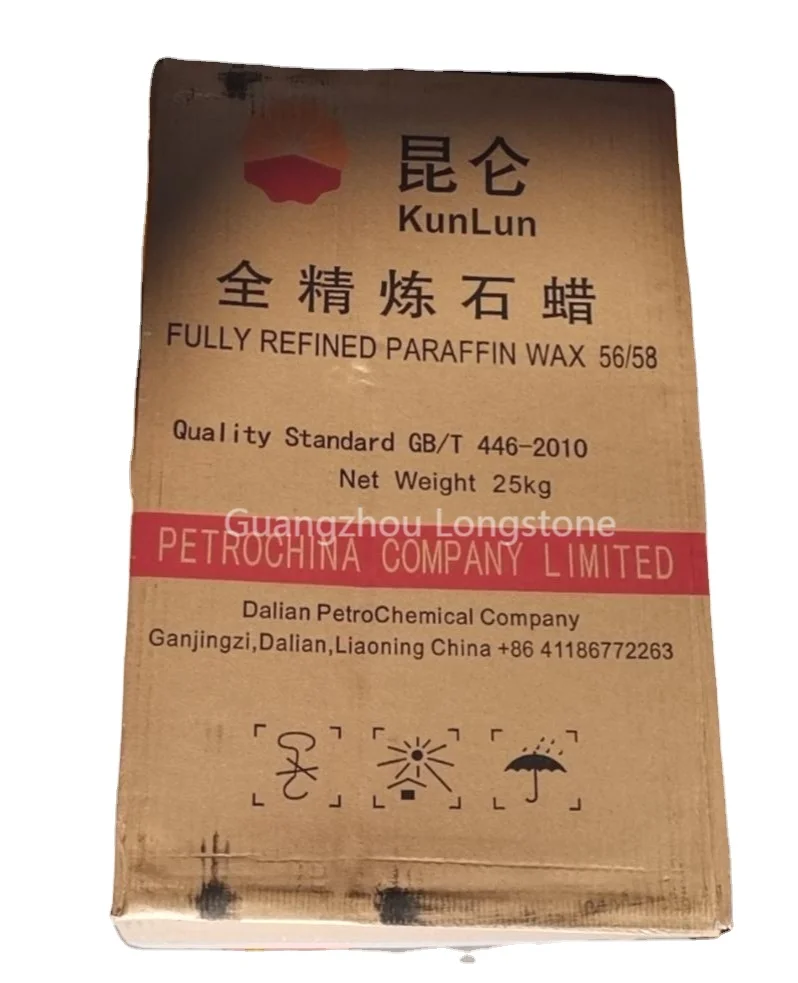 昆仑
KunLun
全精炼石蜡
FULLY REFINED PARAFFIN WAX 56/58
Quality Standard GB/T 446-2010
Net Weight 25kg
Guangzhou Longstone
PETROCHINA COMPANY LIMITED
Dalian PetroChemical Company
Ganjingzi,Dalian,Liaoning China +86 41186772263